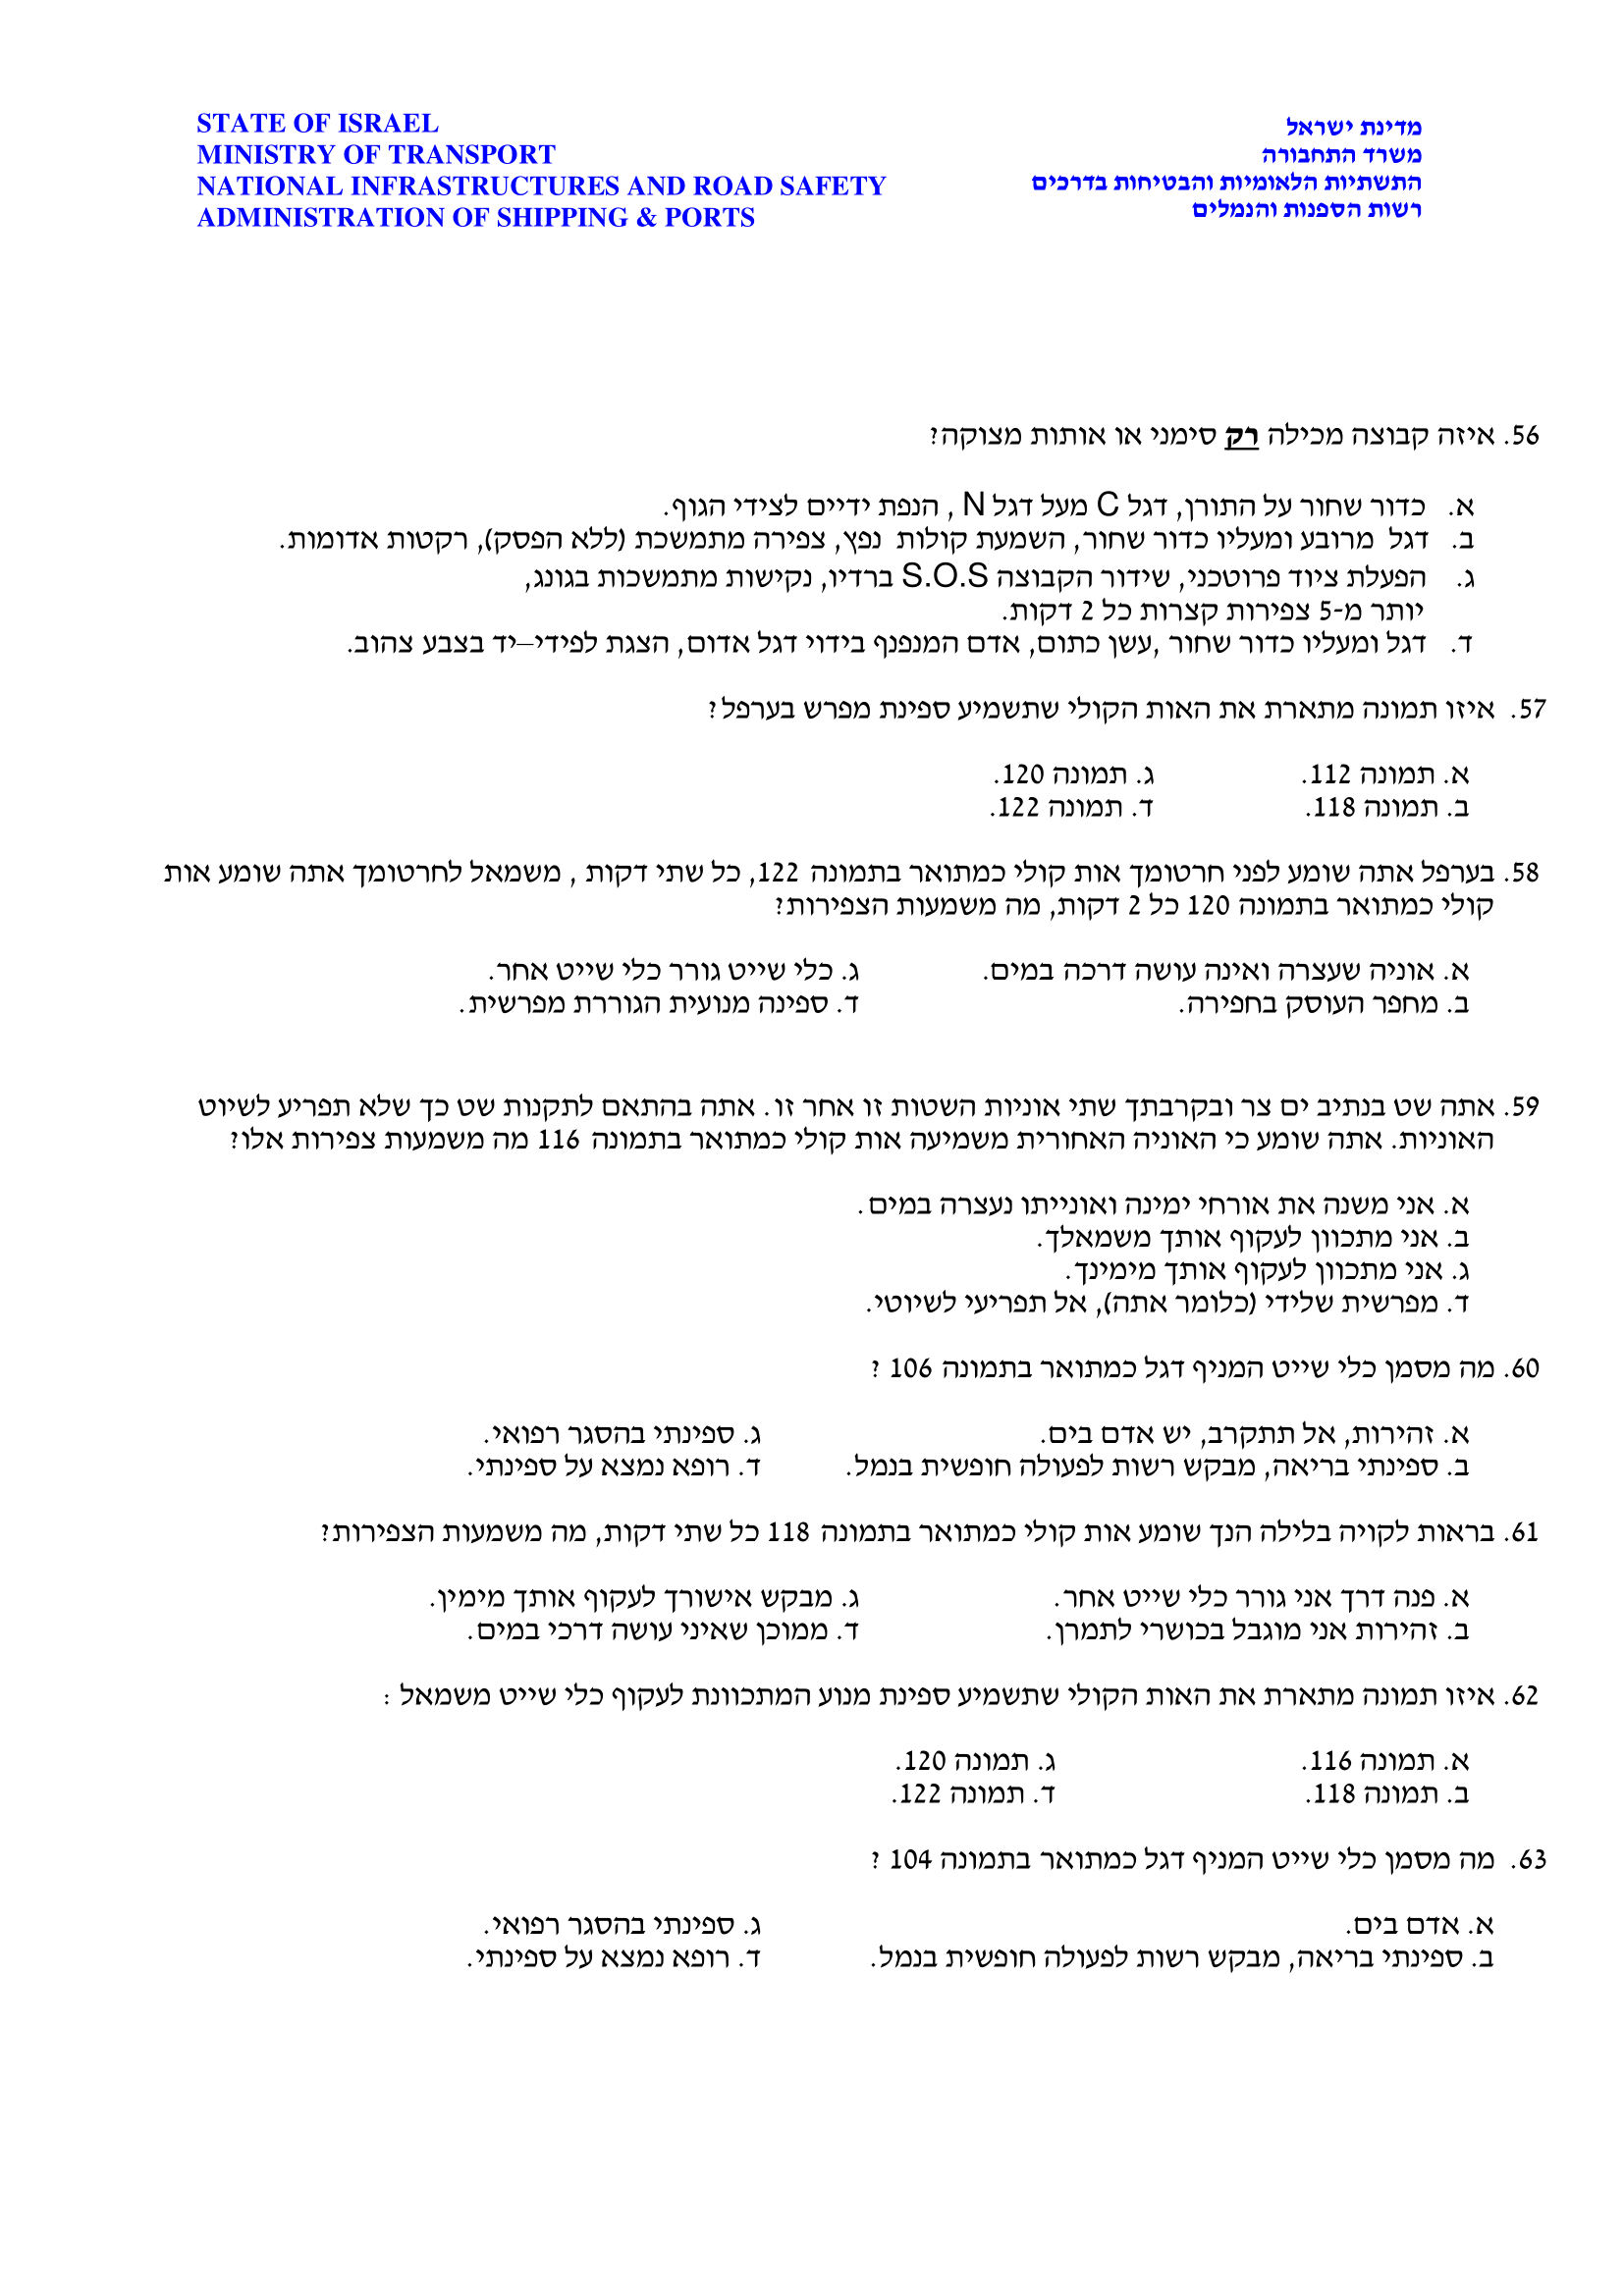 STATE OF ISRAEL
MINISTRY OF TRANSPORT
NATIONAL INFRASTRUCTURES AND ROAD SAFETY
ADMINISTRATION OF SHIPPING & PORTS
מדינת ישראל
משרד התחבורה
התשתיות הלאומיות והבטיחות בדרכים
רשות הספנות והנמלים
56. איזה קבוצה מכילה רק סימני או אותות מצוקה?
א. כדור שחור על התורן, דגל C מעל דגל N , הנפת ידיים לצידי הגוף.
ב. דגל מרובע ומעליו כדור שחור, השמעת קולות נפץ, צפירה מתמשכת (ללא הפסק), רקטות אדומות.
ג. הפעלת ציוד פרוטכני, שידור הקבוצה S.O.S ברדיו, נקישות מתמשכות בגונג,
יותר מ-5 צפירות קצרות כל 2 דקות.
ד. דגל ומעליו כדור שחור ,עשן כתום, אדם המנפנף בידוי דגל אדום, הצגת לפידי–יד בצבע צהוב.
57. איזו תמונה מתארת את האות הקולי שתשמיע ספינת מפרש בערפל?
א. תמונה 112. ג. תמונה 120.
ב. תמונה 118. ד. תמונה 122.
58. בערפל אתה שומע לפני חרטומך אות קולי כמתואר בתמונה 122, כל שתי דקות , משמאל לחרטומך אתה שומע אות
קולי כמתואר בתמונה 120 כל 2 דקות, מה משמעות הצפירות?
א. אוניה שעצרה ואינה עושה דרכה במים. ג. כלי שייט גורר כלי שייט אחר.
ב. מחפר העוסק בחפירה. ד. ספינה מנועית הגוררת מפרשית.
59. אתה שט בנתיב ים צר ובקרבתך שתי אוניות השטות זו אחר זו. אתה בהתאם לתקנות שט כך שלא תפריע לשיוט
האוניות. אתה שומע כי האוניה האחורית משמיעה אות קולי כמתואר בתמונה 116 מה משמעות צפירות אלו?
א. אני משנה את אורחי ימינה ואונייתו נעצרה במים.
ב. אני מתכוון לעקוף אותך משמאלך.
ג. אני מתכוון לעקוף אותך מימינך.
ד. מפרשית שלידי (כלומר אתה), אל תפריעי לשיוטי.
60. מה מסמן כלי שייט המניף דגל כמתואר בתמונה 106 ?
א. זהירות, אל תתקרב, יש אדם בים. ג. ספינתי בהסגר רפואי.
ב. ספינתי בריאה, מבקש רשות לפעולה חופשית בנמל. ד. רופא נמצא על ספינתי.
61. בראות לקויה בלילה הנך שומע אות קולי כמתואר בתמונה 118 כל שתי דקות, מה משמעות הצפירות?
א. פנה דרך אני גורר כלי שייט אחר. ג. מבקש אישורך לעקוף אותך מימין.
ב. זהירות אני מוגבל בכושרי לתמרן. ד. ממוכן שאיני עושה דרכי במים.
62. איזו תמונה מתארת את האות הקולי שתשמיע ספינת מנוע המתכוונת לעקוף כלי שייט משמאל :
א. תמונה 116. ג. תמונה 120.
ב. תמונה 118. ד. תמונה 122.
63. מה מסמן כלי שייט המניף דגל כמתואר בתמונה 104 ?
א. אדם בים. ג. ספינתי בהסגר רפואי.
ב. ספינתי בריאה, מבקש רשות לפעולה חופשית בנמל. ד. רופא נמצא על ספינתי.